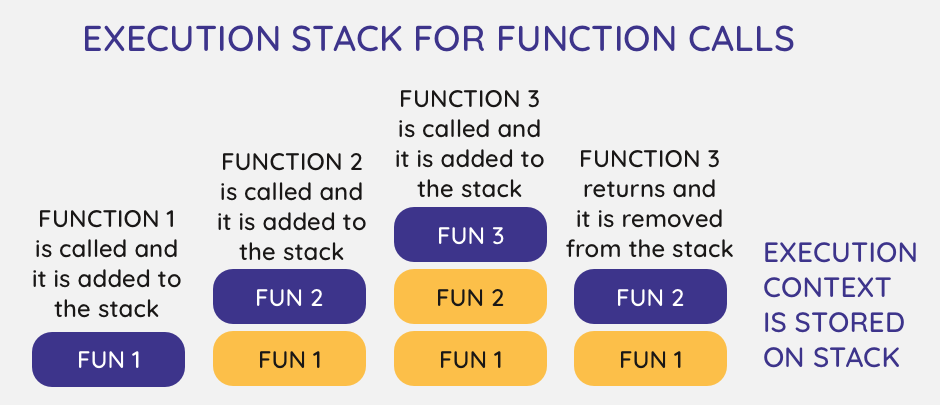 EXECUTION STACK FOR FUNCTION CALLS
FUNCTION 1
is called and
it is added to
the stack
FUN 1
FUNCTION 2
is called and
it is added to
the stack
FUN 2
FUN 1
FUNCTION 3
is called and
it is added to
the stack
FUN 3
FUN 2
FUN 1
FUNCTION 3
returns and
it is removed
from the stack
FUN 2
FUN 1
EXECUTION
CONTEXT
IS STORED
ON STACK